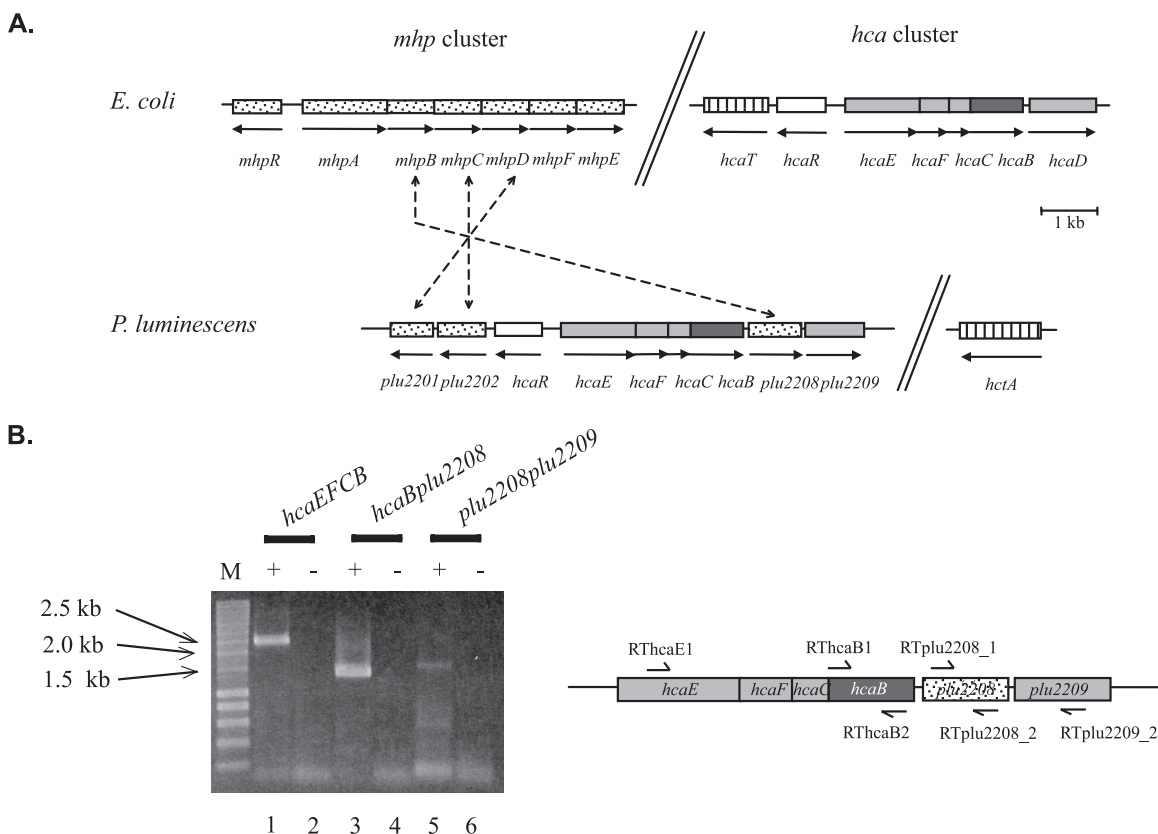 A.
mhp cluster
hca cluster
E. coli
mhpR mhpA mhpB mhpC mhpD mhpF mhpE
hcaT hcaR hcaE hcaF hcaC hcaB hcaD
1 kb
P. luminescens
plu2201 plu2202 hcaR hcaE hcaF hcaC hcaB plu2208 plu2209
hctA
B.
hcaEFCB
hcaBplu2208
plu2208plu2209
M + - + - + -
2.5 kb
2.0 kb
1.5 kb
1 2 3 4 5 6
RThcaE1 RThcaB1 RTplu2208_1
hcaE hcaF hcaC hcaB plu2208 plu2209
RThcaB2 RTplu2208_2 RTplu2209_2